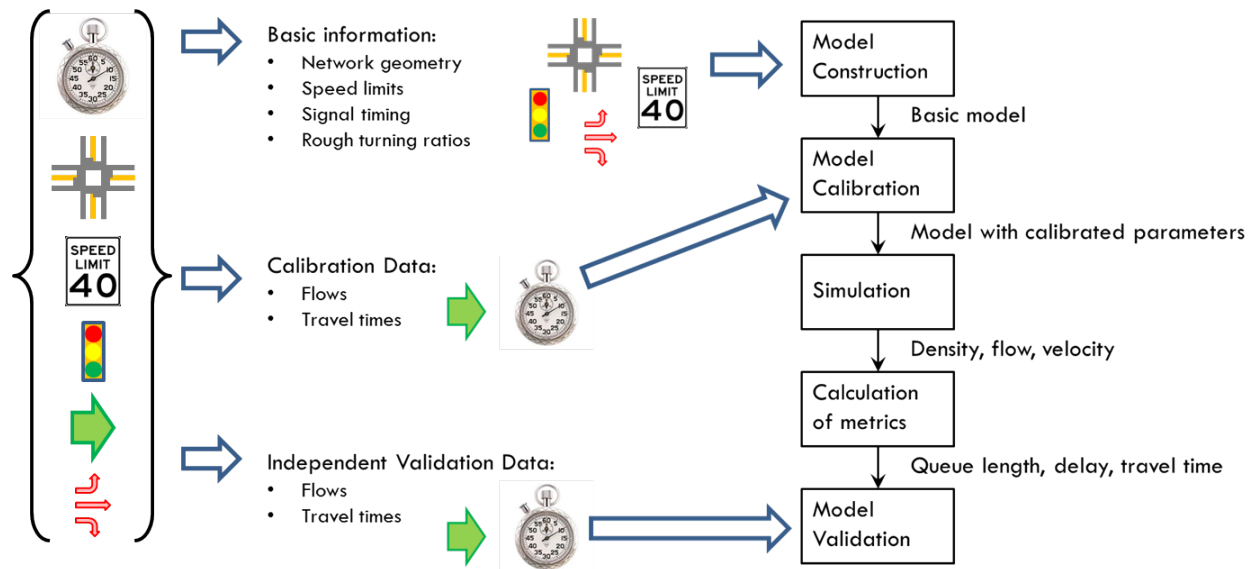 Basic information:
• Network geometry
• Speed limits
• Signal timing
• Rough turning ratios
SPEED
LIMIT
40
Model
Construction
Basic model
Model
Calibration
Model with calibrated parameters
SPEED
LIMIT
40
Calibration Data:
• Flows
• Travel times
Simulation
Density, flow, velocity
Calculation
of metrics
Queue length, delay, travel time
Independent Validation Data:
• Flows
• Travel times
Model
Validation